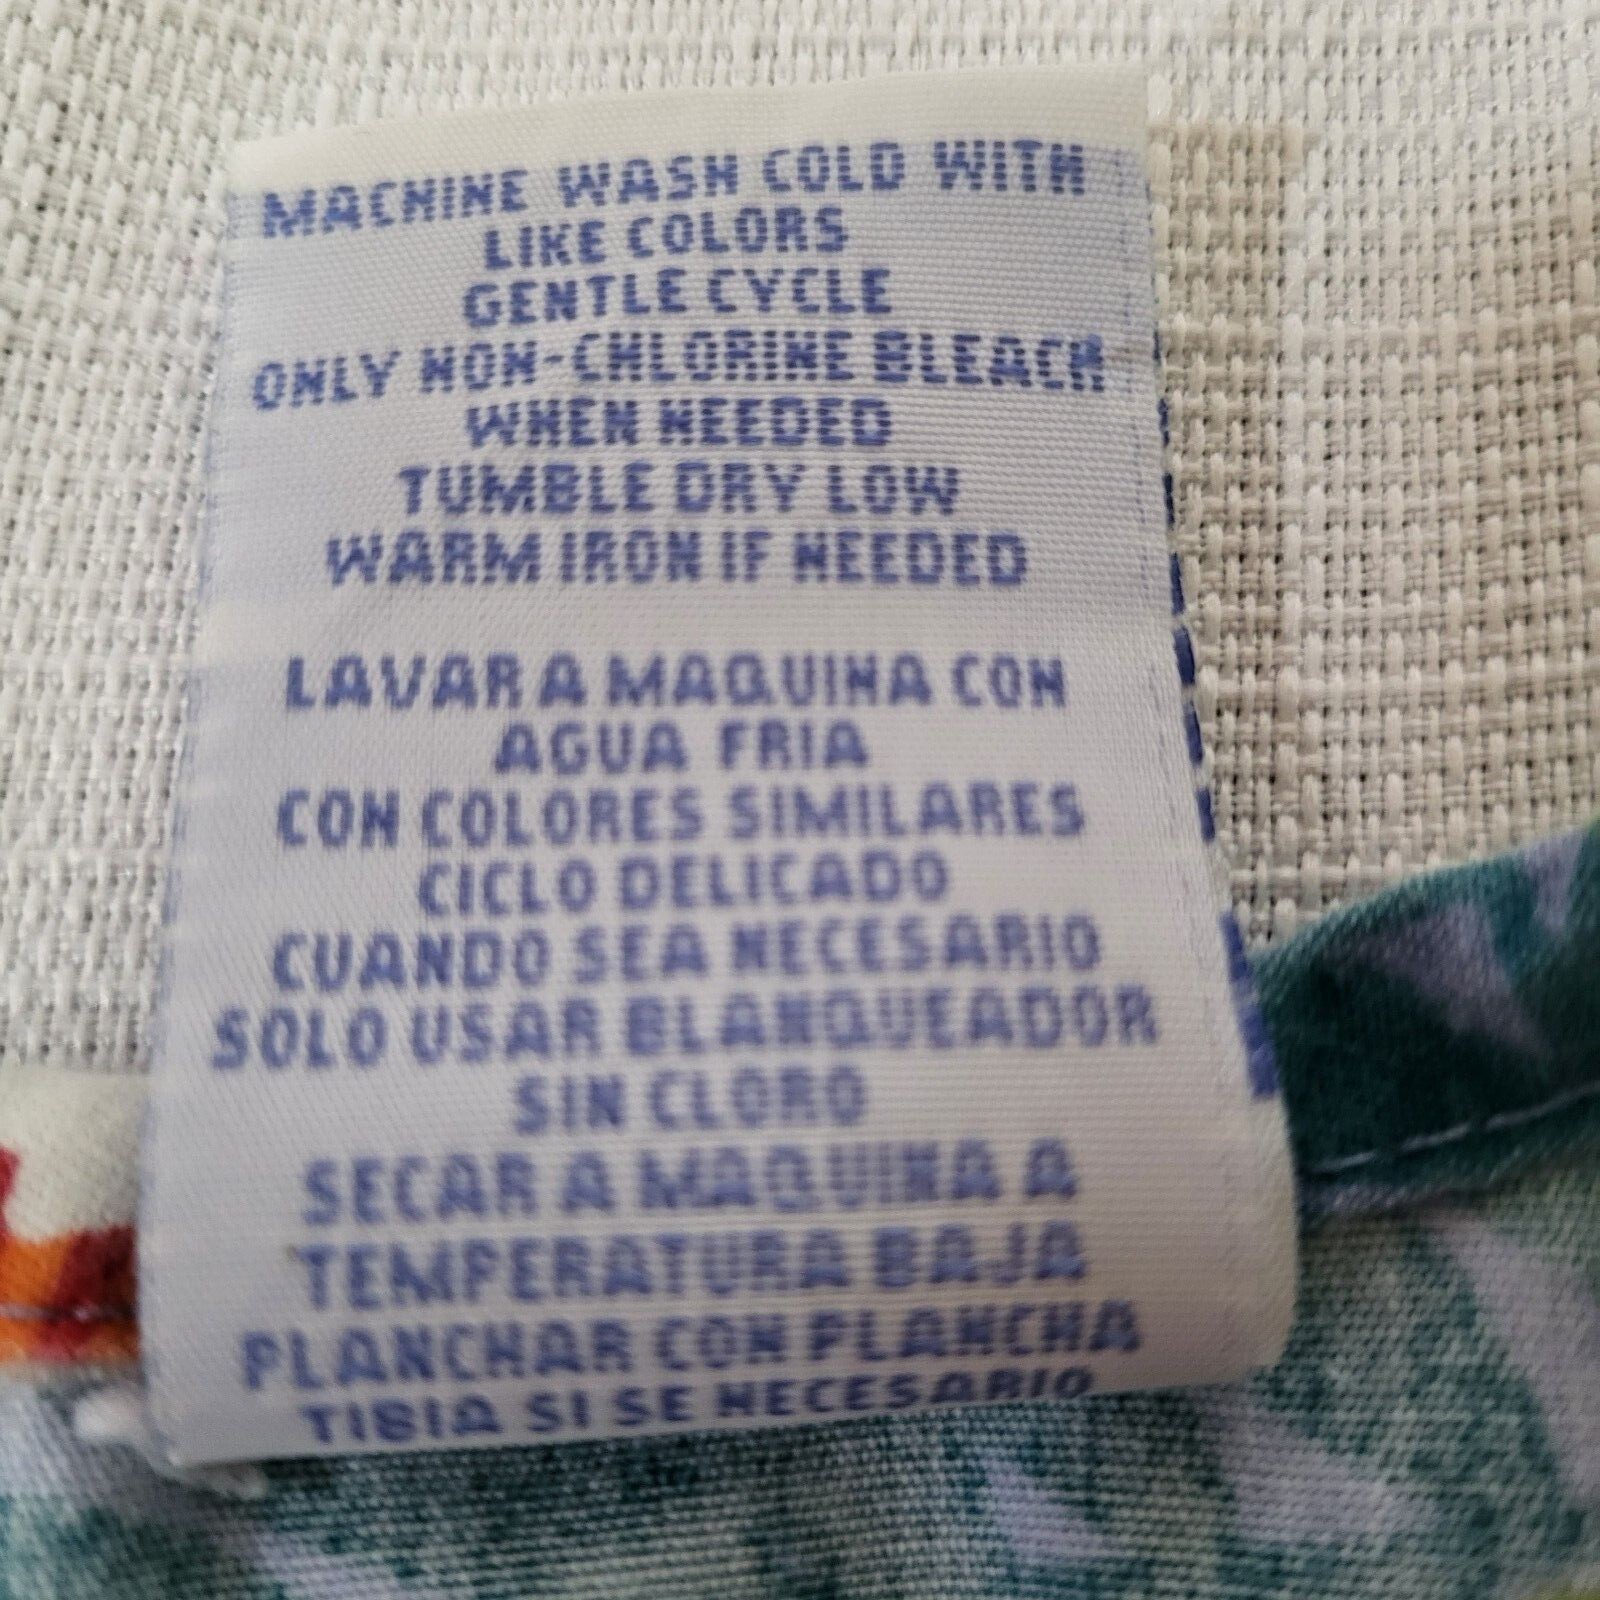 MACHINE WASH COLD WITH
LIKE COLORS
GENTLE CYCLE
ONLY NON-CHLORINE BLEACH
WHEN NEEDED
TUMBLE DRY LOW
WARM IRON IF NEEDED
LAVAR A MAQUINA CON
AGUA FRIA
CON COLORES SIMILARES
CICLO DELICADO
CUANDO SEA NECESARIO
SOLO USAR BLANQUEADOR
SIN CLORO
SECAR A MAQUINA A
TEMPERATURA BAJA
PLANCHAR CON PLANCHA
TIBIA SI SE NECESARIO